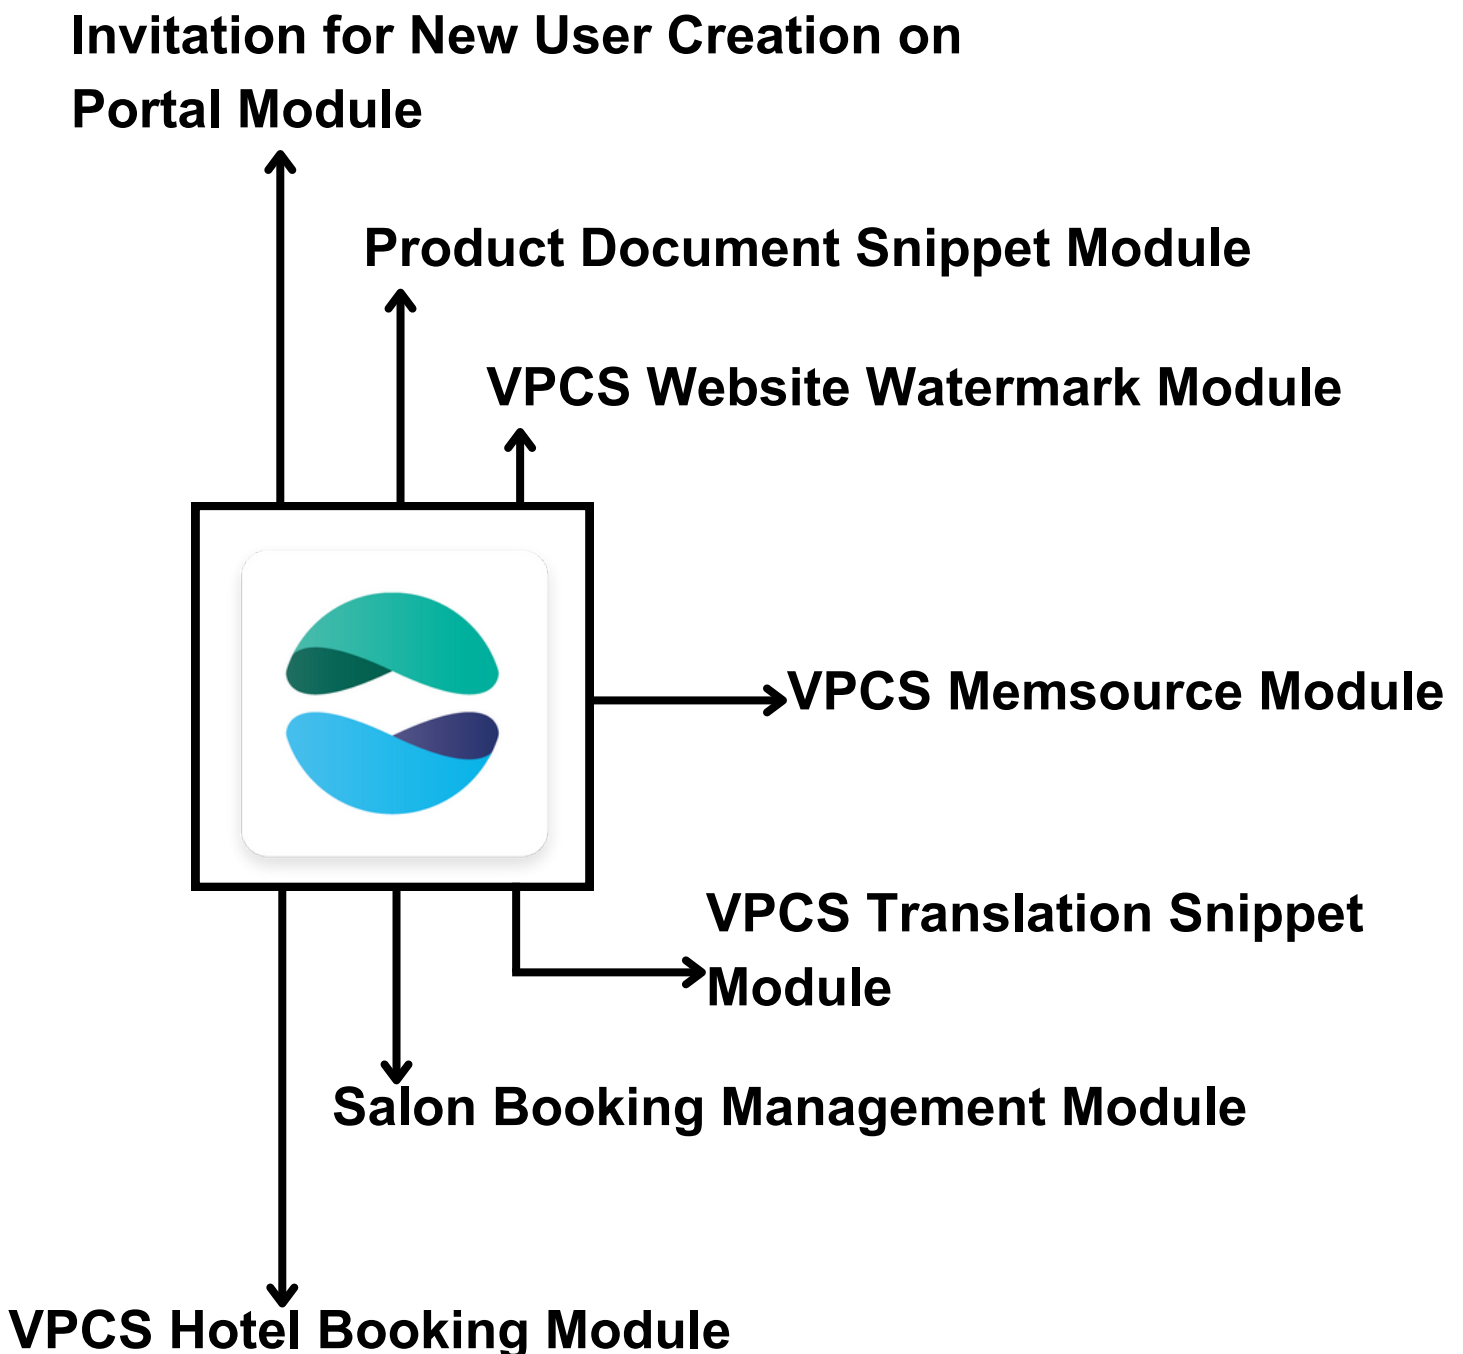 Invitation for New User Creation on
Portal Module
Product Document Snippet Module
VPCS Website Watermark Module
VPCS Memsource Module
VPCS Translation Snippet
Module
Salon Booking Management Module
VPCS Hotel Booking Module